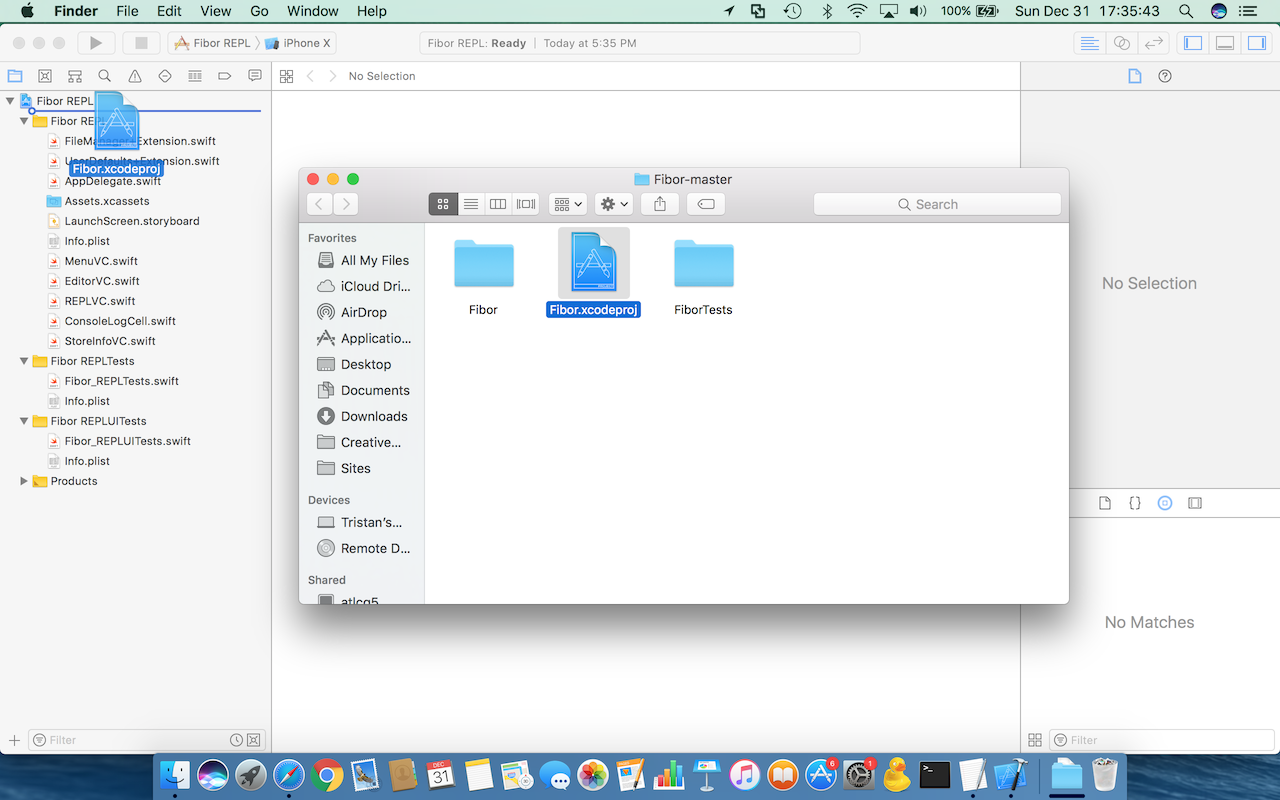 Finder File Edit View Go Window Help 100% Sun Dec 31 17:35:43
Fibor REPL iPhone X Fibor REPL: Ready | Today at 5:35 PM
No Selection
Fibor REPL
Fibor REPL
FileManager+Extension.swift
UserDefaults+Extension.swift
Fibor.xcodeproj
AppDelegate.swift
Assets.xcassets
LaunchScreen.storyboard
Info.plist
MenuVC.swift
EditorVC.swift
REPLVC.swift
ConsoleLogCell.swift
StoreInfoVC.swift
Fibor REPLTests
Fibor_REPLTests.swift
Info.plist
Fibor REPLUITests
Fibor_REPLUITests.swift
Info.plist
Products
Filter
Fibor-master
Search
Favorites
All My Files
iCloud Dri...
AirDrop
Applicatio...
Desktop
Documents
Downloads
Creative...
Sites
Devices
Tristan’s...
Remote D...
Shared
atlcg5
Fibor
Fibor.xcodeproj
FiborTests
No Selection
No Matches
Filter
DEC
31
6
1